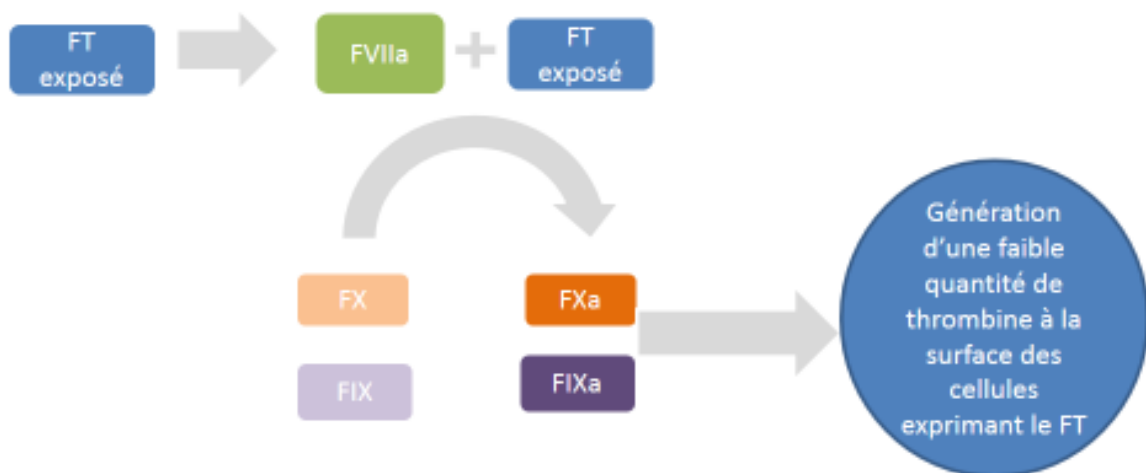 FT
exposé
FVIIa
+
FT
exposé
FX
FXa
FIX
FIXa
Génération
d'une faible
quantité de
thrombine à la
surface des
cellules
exprimant le FT